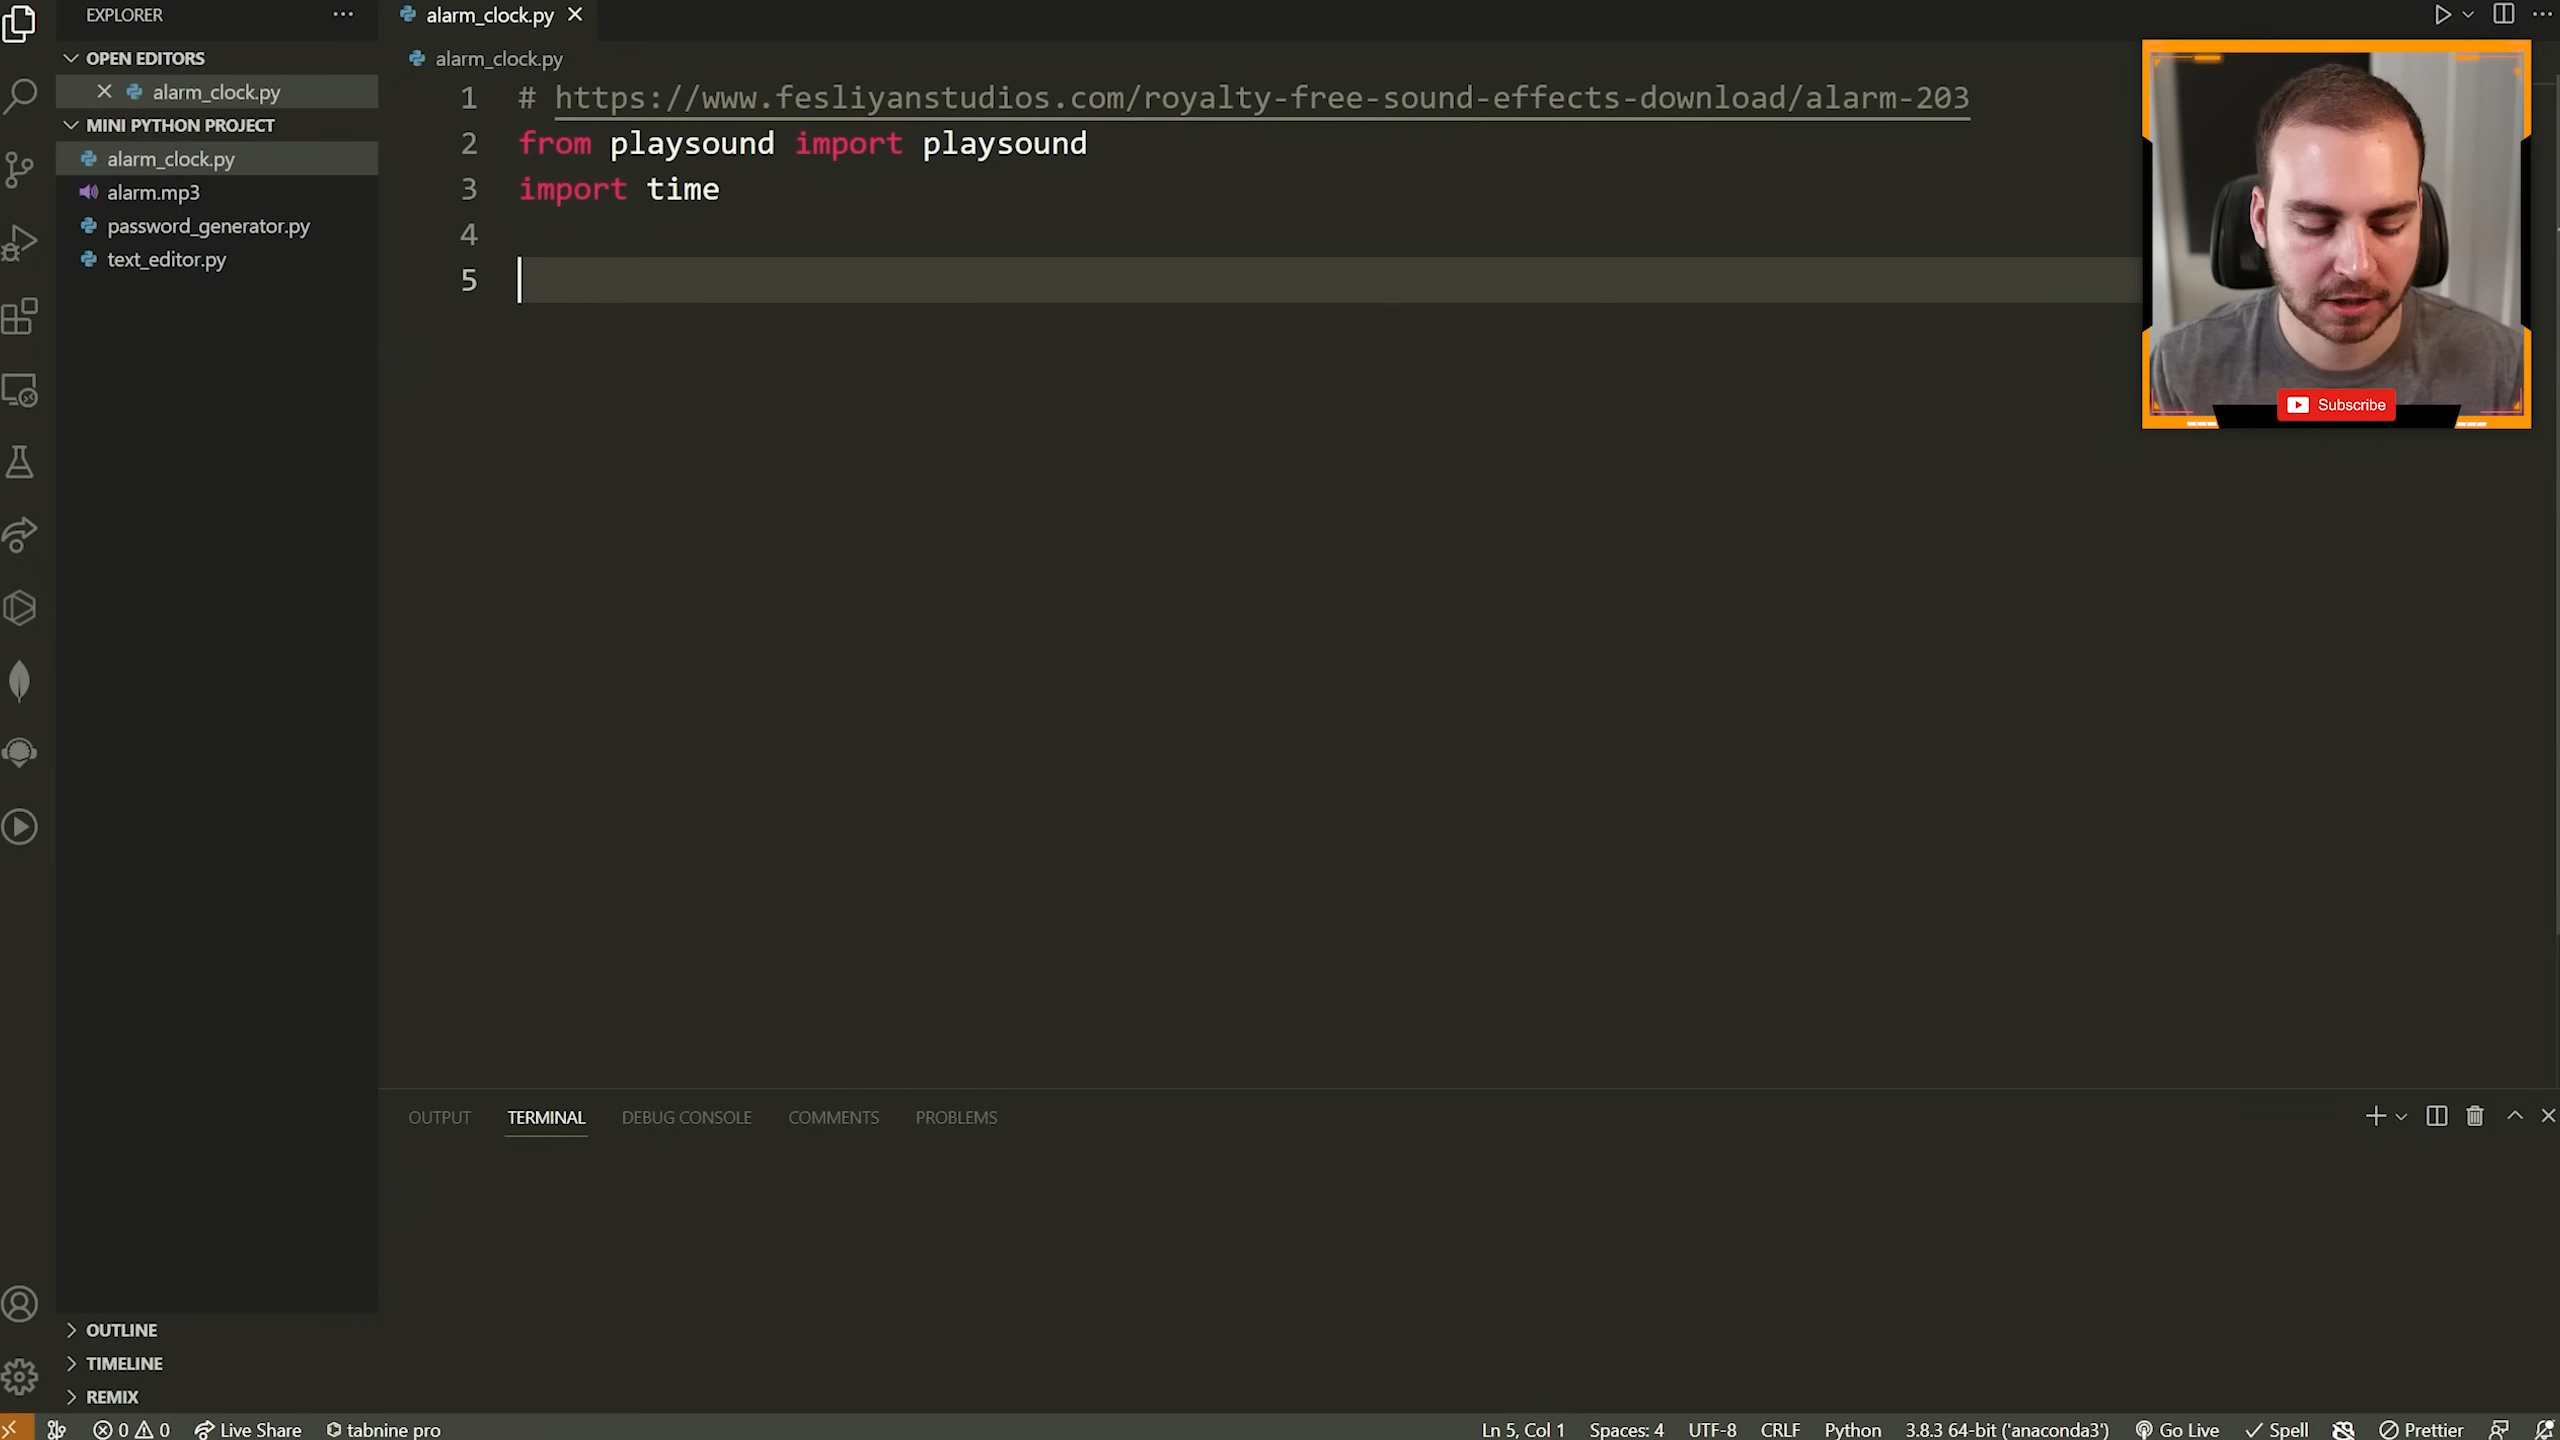 EXPLORER
OPEN EDITORS
alarm_clock.py
MINI PYTHON PROJECT
alarm_clock.py
alarm.mp3
password_generator.py
text_editor.py
OUTLINE
TIMELINE
REMIX
alarm_clock.py
alarm_clock.py
1 # https://www.fesliyanstudios.com/royalty-free-sound-effects-download/alarm-203
2 from playsound import playsound
3 import time
4
5
Subscribe
OUTPUT TERMINAL DEBUG CONSOLE COMMENTS PROBLEMS
0 0 Live Share tabnine pro Ln 5, Col 1 Spaces: 4 UTF-8 CRLF Python 3.8.3 64-bit ('anaconda3') Go Live Spell Prettier